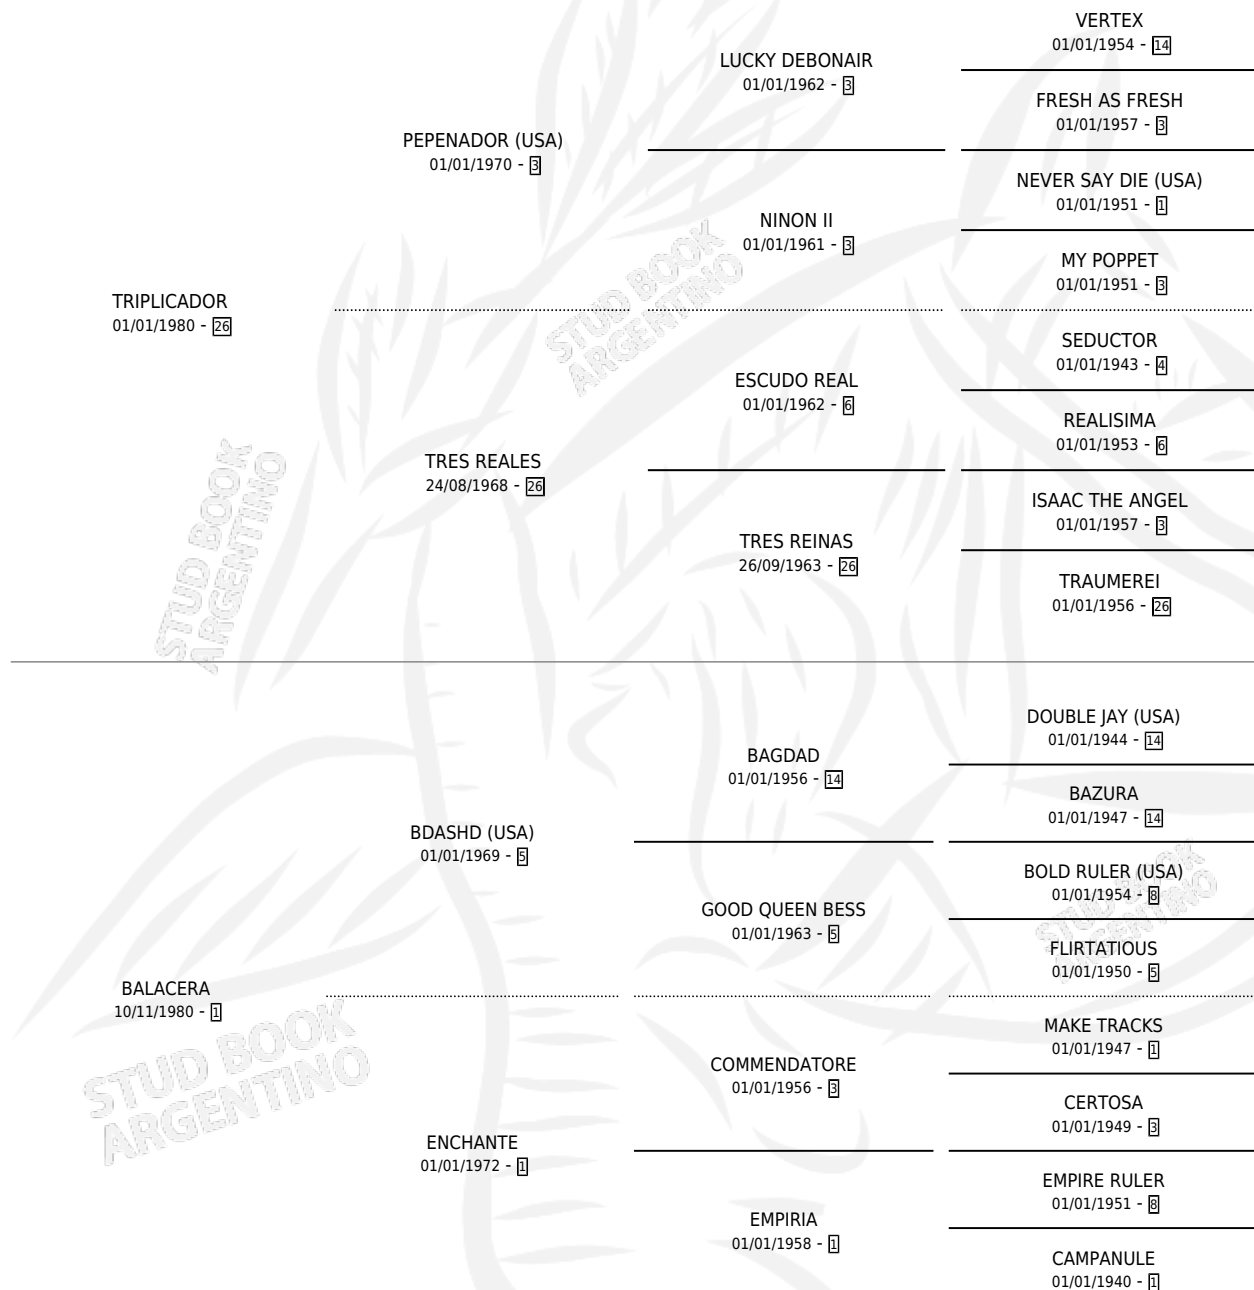 VERTEX
01/01/1954 - 14
LUCKY DEBONAIR
01/01/1962 - 3
FRESH AS FRESH
01/01/1957 - 3
PEPENADOR (USA)
01/01/1970 - 3
NEVER SAY DIE (USA)
01/01/1951 - 1
NINON II
01/01/1961 - 3
MY POPPET
01/01/1951 - 3
TRIPLICADOR
01/01/1980 - 26
SEDUCTOR
01/01/1943 - 4
ESCUDO REAL
01/01/1962 - 6
REALISIMA
01/01/1953 - 6
TRES REALES
24/08/1968 - 26
ISAAC THE ANGEL
01/01/1957 - 3
TRES REINAS
26/09/1963 - 26
TRAUMEREI
01/01/1956 - 26
DOUBLE JAY (USA)
01/01/1944 - 14
BAGDAD
01/01/1956 - 14
BAZURA
01/01/1947 - 14
BDASHD (USA)
01/01/1969 - 5
BOLD RULER (USA)
01/01/1954 - 8
GOOD QUEEN BESS
01/01/1963 - 5
FLIRTATIOUS
01/01/1950 - 5
BALACERA
10/11/1980 - 1
MAKE TRACKS
01/01/1947 - 1
COMMENDATORE
01/01/1956 - 3
CERTOSA
01/01/1949 - 3
ENCHANTE
01/01/1972 - 1
EMPIRE RULER
01/01/1951 - 8
EMPIRIA
01/01/1958 - 1
CAMPANULE
01/01/1940 - 1
STUD BOOK
ARGENTINO
STUD BOOK
ARGENTINO
STUD BOOK
ARGENTINO
STUD BOOK
ARGENTINO